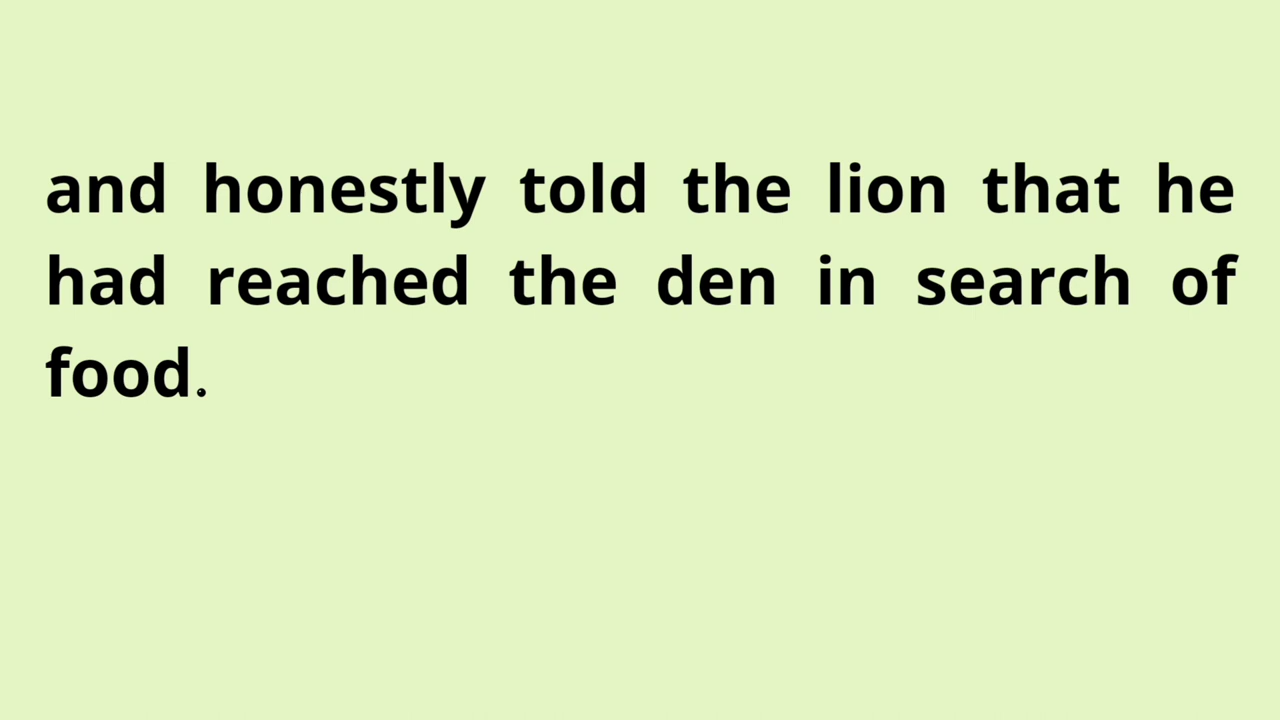 and honestly told the lion that he
had reached the den in search of
food.